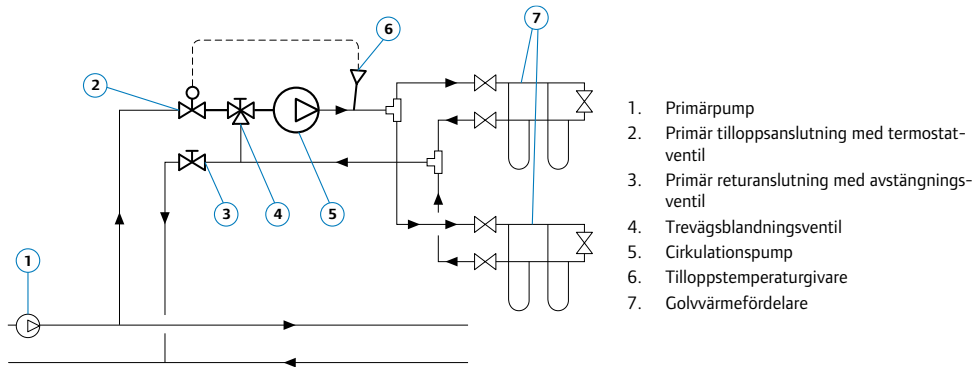 6
7
2
3
4
5
1
1. Primärpump
2. Primär tilloppsanslutning med termostat-
ventil
3. Primär returanslutning med avstängnings-
ventil
4. Trevägsblandningsventil
5. Cirkulationspump
6. Tilloppstemperaturgivare
7. Golvvärmefördelare